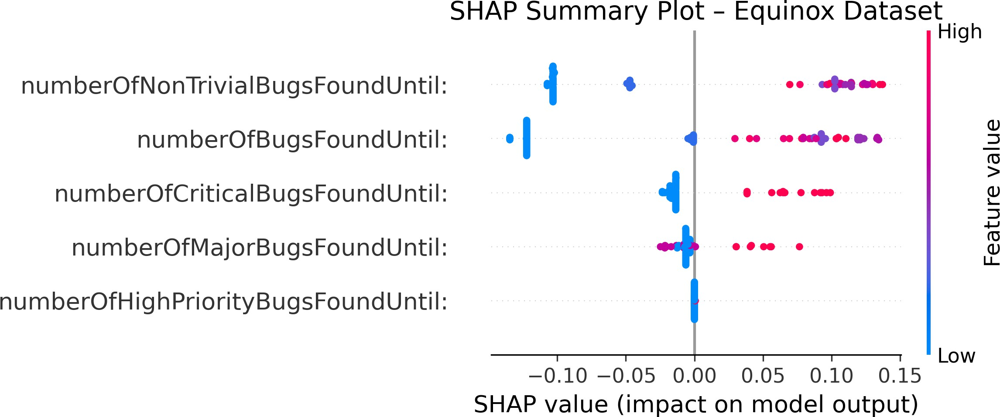 SHAP Summary Plot – Equinox Dataset
High
numberOfNonTrivialBugsFoundUntil:
numberOfBugsFoundUntil:
numberOfCriticalBugsFoundUntil:
numberOfMajorBugsFoundUntil:
numberOfHighPriorityBugsFoundUntil:
Feature value
Low
−0.10 −0.05 0.00 0.05 0.10 0.15
SHAP value (impact on model output)